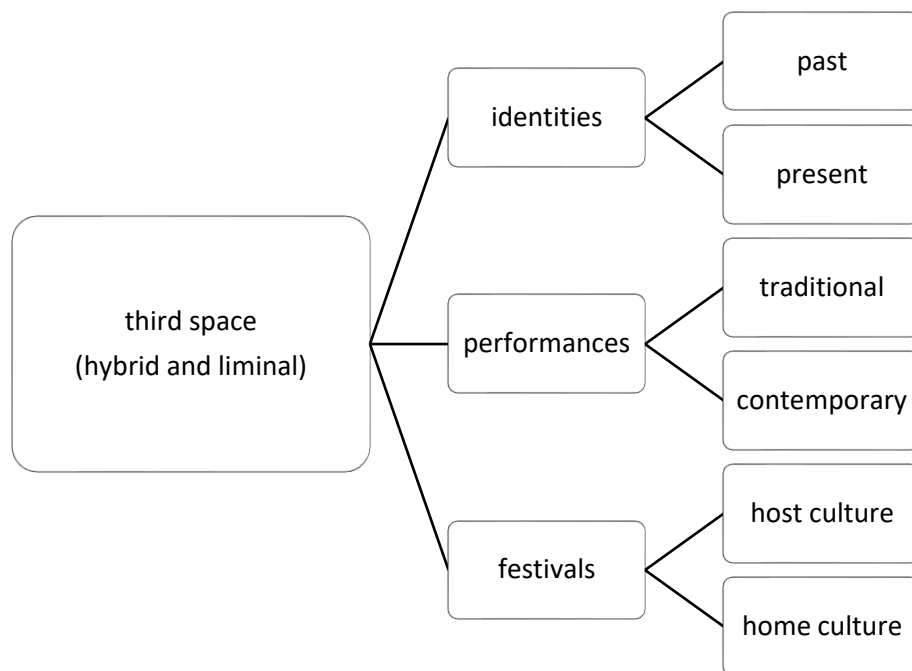 past
identities
present
traditional
third space
(hybrid and liminal)
performances
contemporary
host culture
festivals
home culture